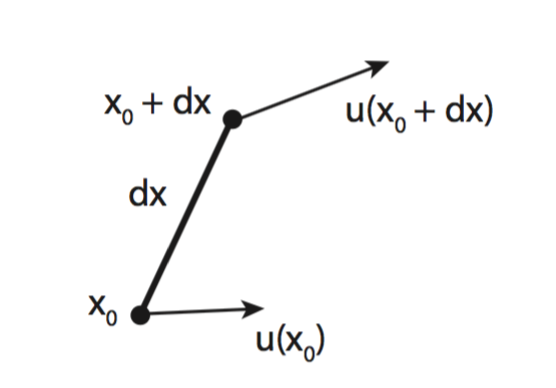 x₀ + dx
u(x₀ + dx)
dx
x₀
u(x₀)